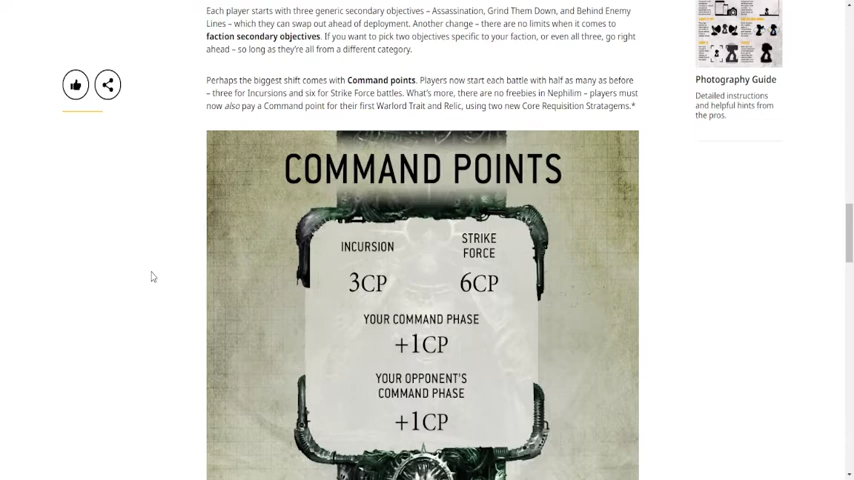 Each player starts with three generic secondary objectives – Assassination, Grind Them Down, and Behind Enemy
Lines – which they can swap out ahead of deployment. Another change – there are no limits when it comes to
faction secondary objectives. If you want to pick two objectives specific to your faction, or even all three, go right
ahead – so long as they're all from a different category.
Perhaps the biggest shift comes with Command points. Players now start each battle with half as many as before
– three for Incursions and six for Strike Force battles. What's more, there are no freebies in Nephilim – players must
now also pay a Command point for their first Warlord Trait and Relic, using two new Core Requisition Stratagems.*
COMMAND POINTS
INCURSION
3CP
STRIKE
FORCE
6CP
YOUR COMMAND PHASE
+1CP
YOUR OPPONENT'S
COMMAND PHASE
+1CP
Photography Guide
Detailed instructions
and helpful hints from
the pros.